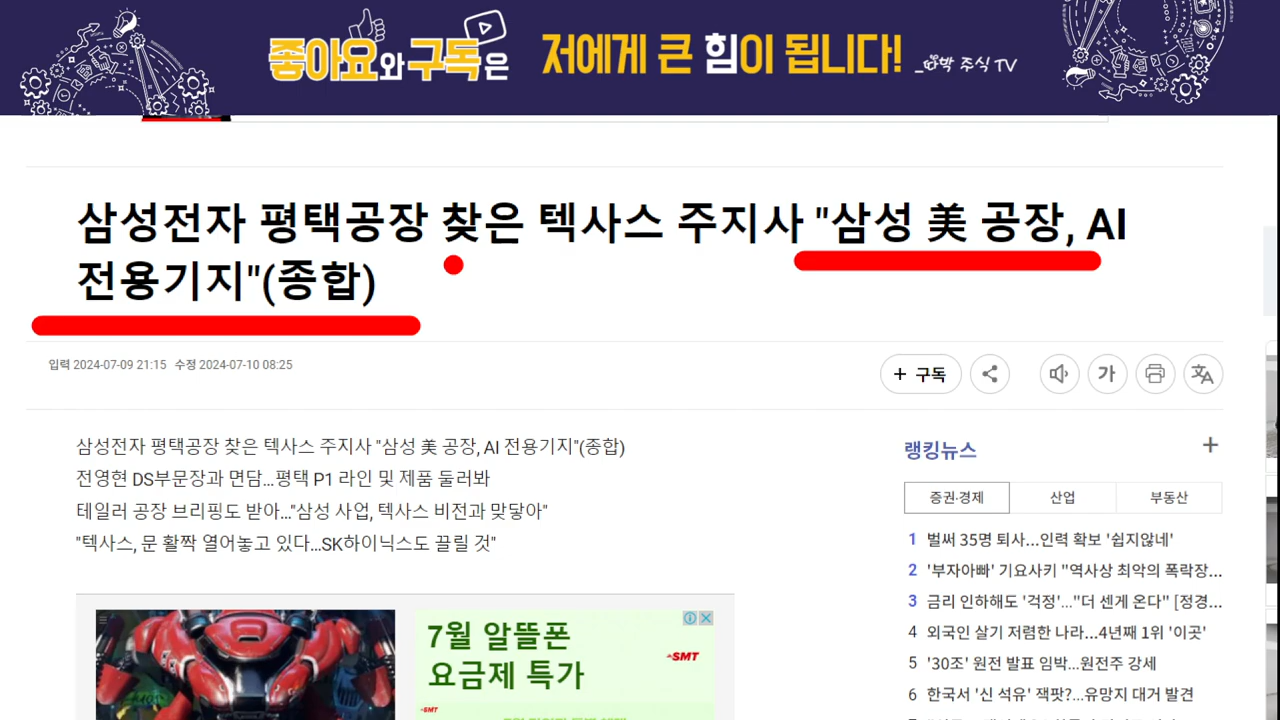 좋아요와 구독은 저에게 큰 힘이 됩니다! _호박 주식 TV
삼성전자 평택공장 찾은 텍사스 주지사 "삼성 美 공장, AI
전용기지"(종합)
입력 2024-07-09 21:15 수정 2024-07-10 08:25
+ 구독
가
삼성전자 평택공장 찾은 텍사스 주지사 "삼성 美 공장, AI 전용기지"(종합)
전영현 DS부문장과 면담…평택 P1 라인 및 제품 둘러봐
테일러 공장 브리핑도 받아…"삼성 사업, 텍사스 비전과 맞닿아"
"텍사스, 문 활짝 열어놓고 있다…SK하이닉스도 끌릴 것"
랭킹뉴스 +
증권·경제 산업 부동산
1 벌써 35명 퇴사…인력 확보 '쉽지않네'
2 '부자아빠' 기요사키 "역사상 최악의 폭락장…
3 금리 인하해도 '걱정'…"더 센게 온다" [정경…
4 외국인 살기 저렴한 나라…4년째 1위 '이곳'
5 '30조' 원전 발표 임박…원전주 강세
6 한국서 '신 석유' 잭팟?…유망지 대거 발견
7월 알뜰폰
요금제 특가
SMT
SMT